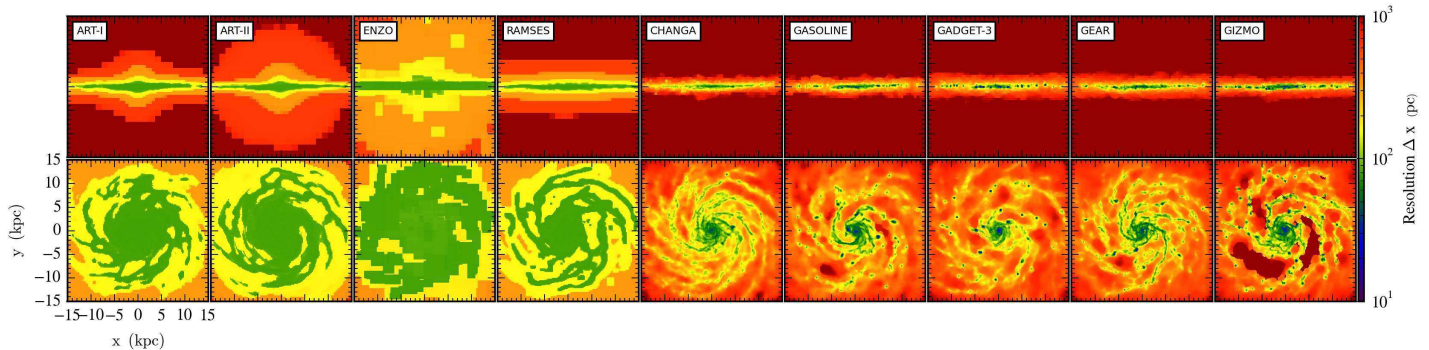 ART-I ART-II ENZO RAMSES CHANGA GASOLINE GADGET-3 GEAR GIZMO
10³
10²
10¹
Resolution Δ x (pc)
15
10
5
0
−5
−10
−15
y (kpc)
−15 −10 −5 0 5 10 15
x (kpc)